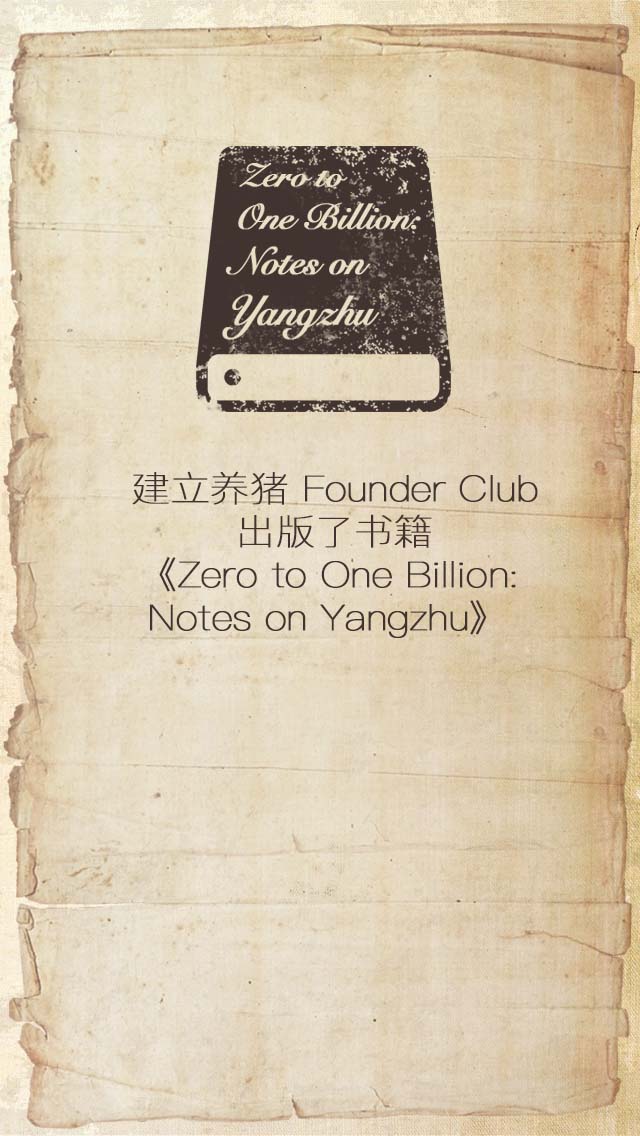 Zero to
One Billion:
Notes on
Yangzhu
建立养猪 Founder Club
出版了书籍
《Zero to One Billion:
Notes on Yangzhu》